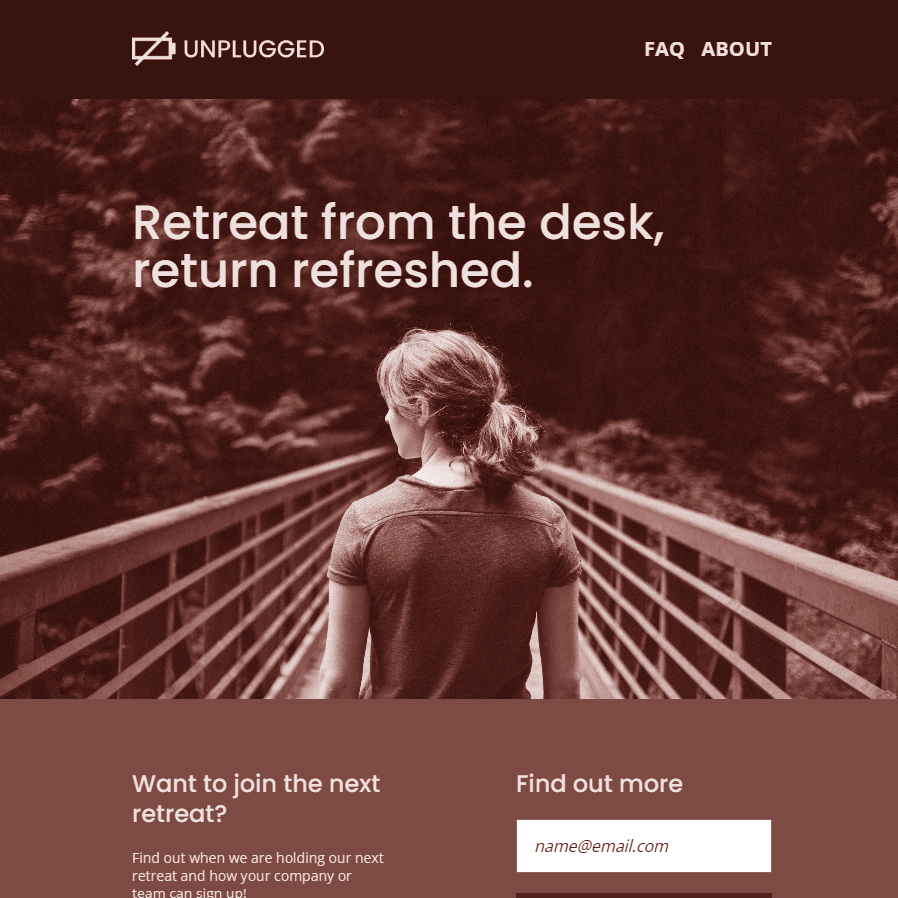 UNPLUGGED
FAQ ABOUT
Retreat from the desk,
return refreshed.
Want to join the next
retreat?
Find out when we are holding our next
retreat and how your company or
team can sign up!
Find out more
name@email.com